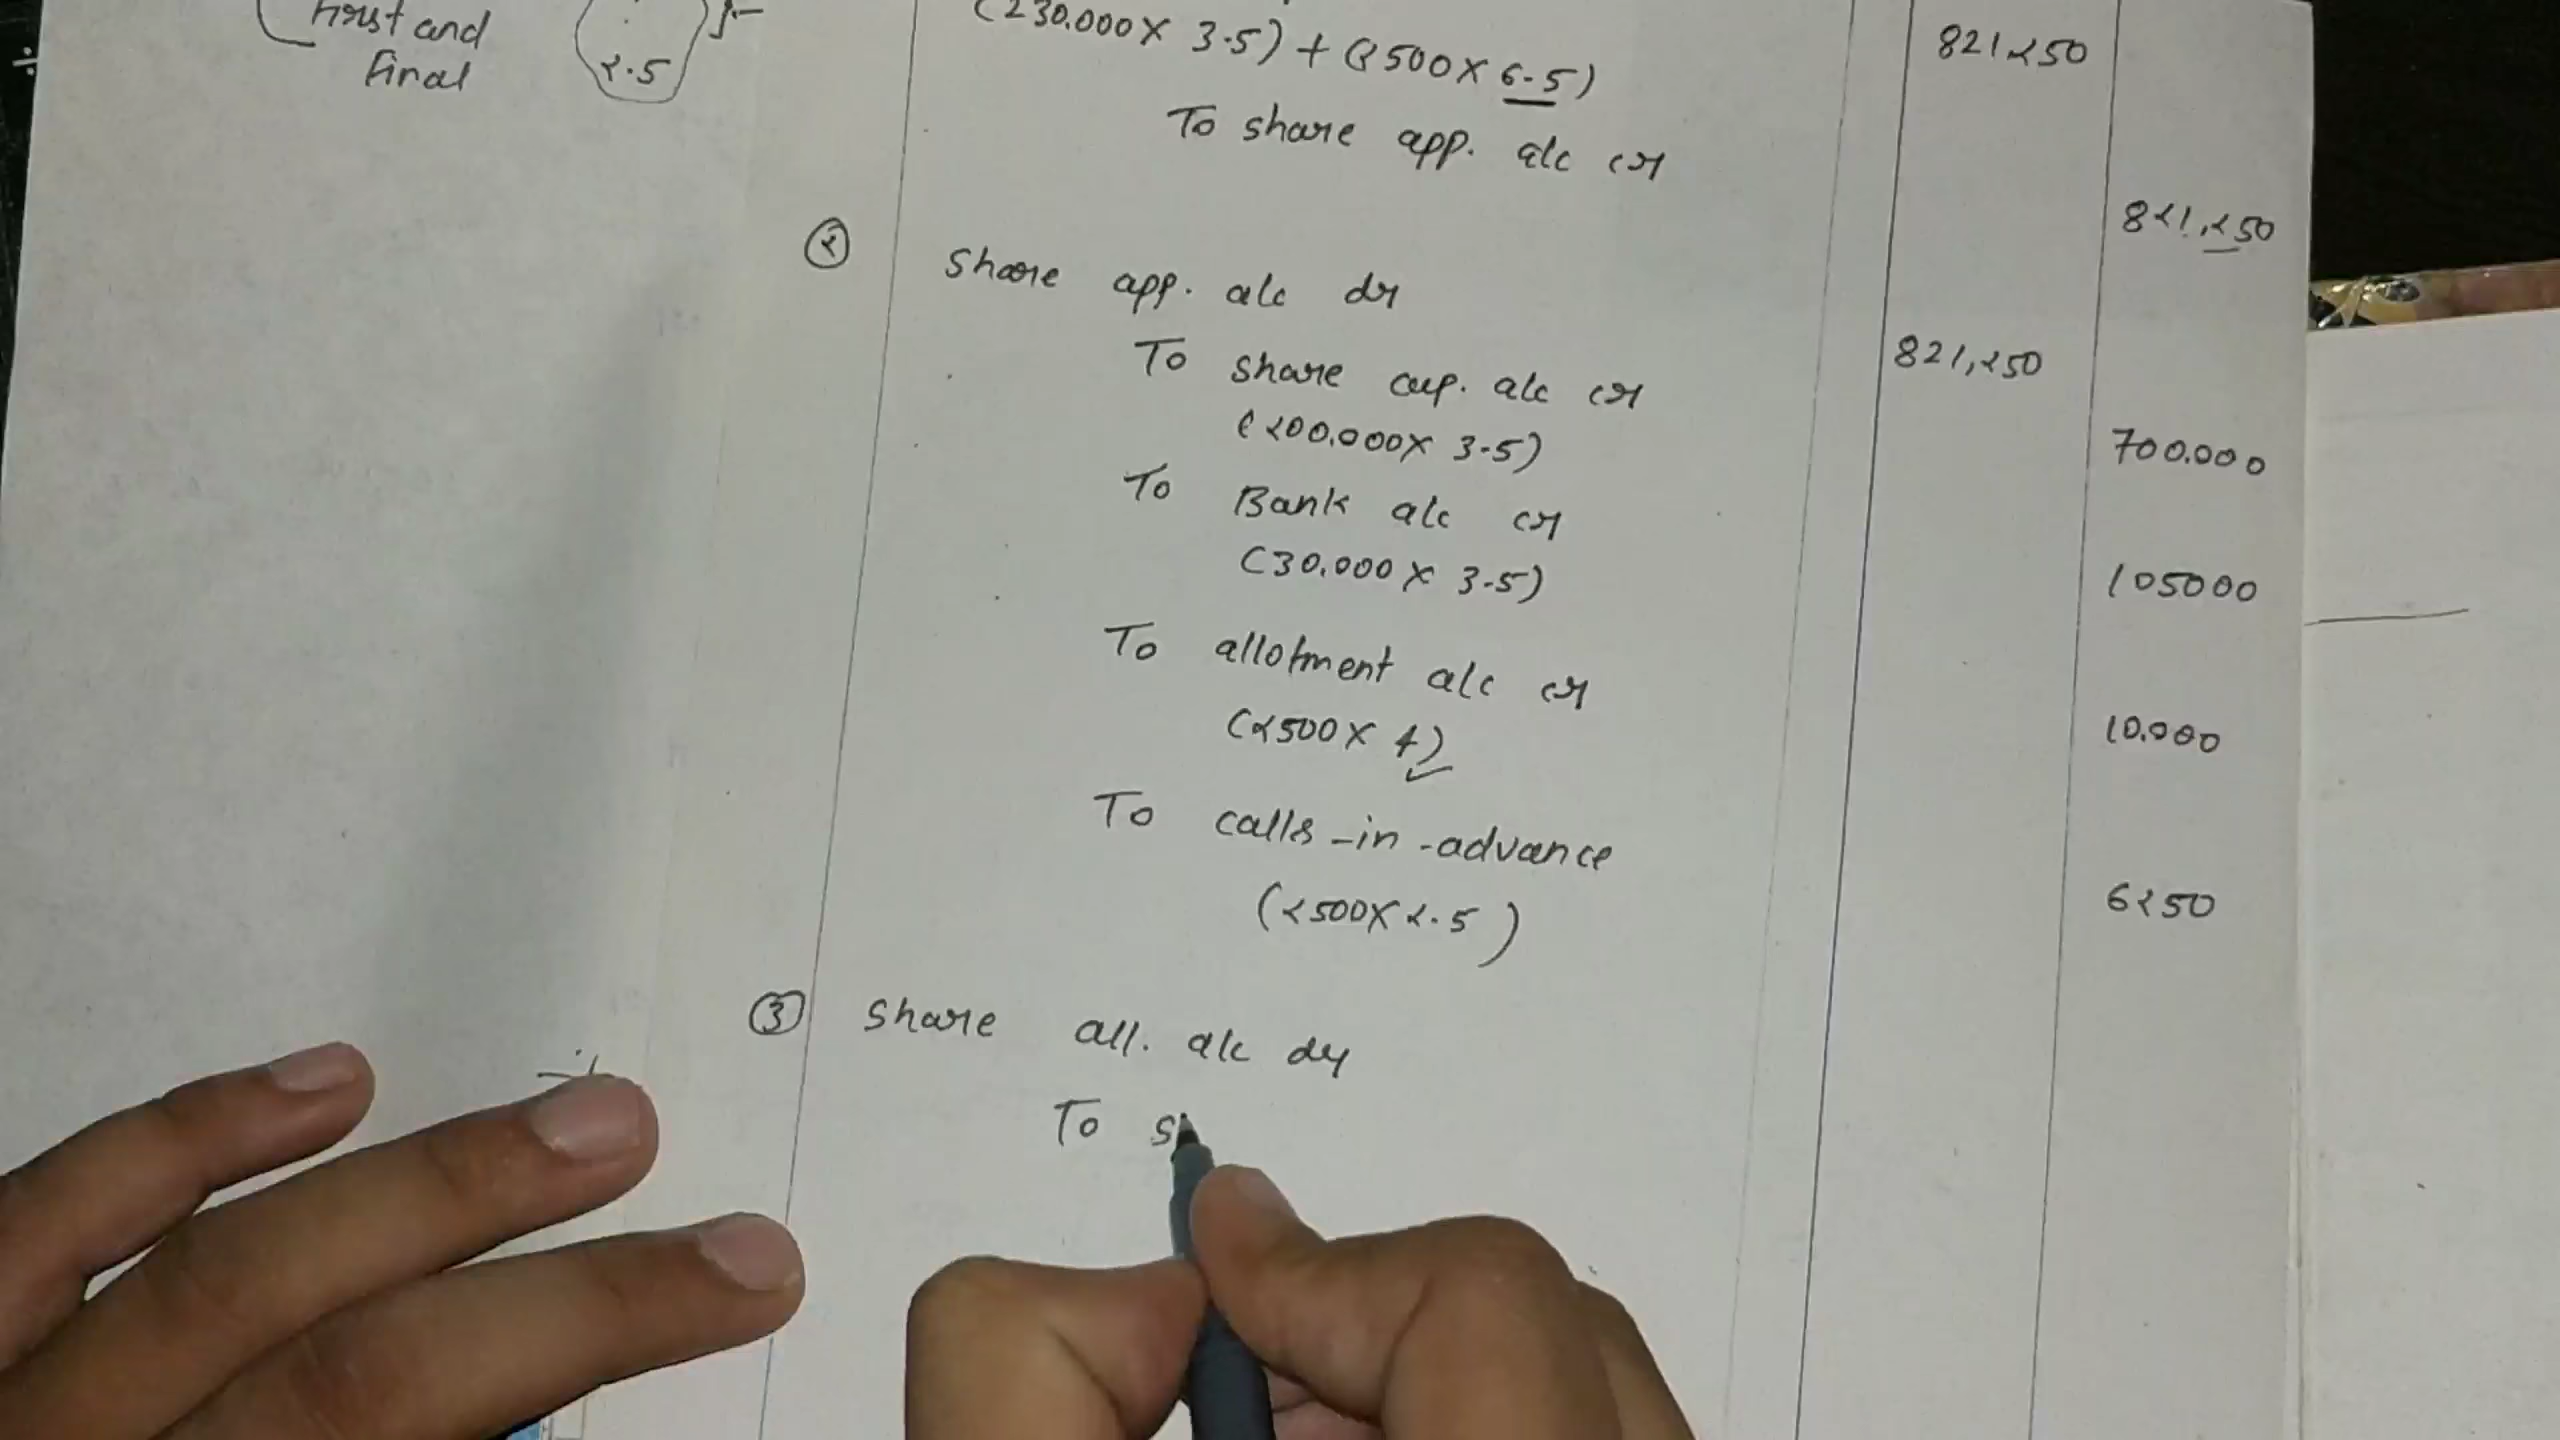 first and
final
2.5
(230.000 X 3.5) + (2500 X 6.5)
821250
To share app. a/c cr
821,250
② Share app. a/c dr
821,250
To share cap. a/c cr
(200.000 X 3.5)
700.000
To Bank a/c cr
(30.000 X 3.5)
105000
To allotment a/c cr
(2500 X 4)
10.000
To calls-in-advance
(2500 X 2.5)
6250
③ Share all. a/c dr
To s